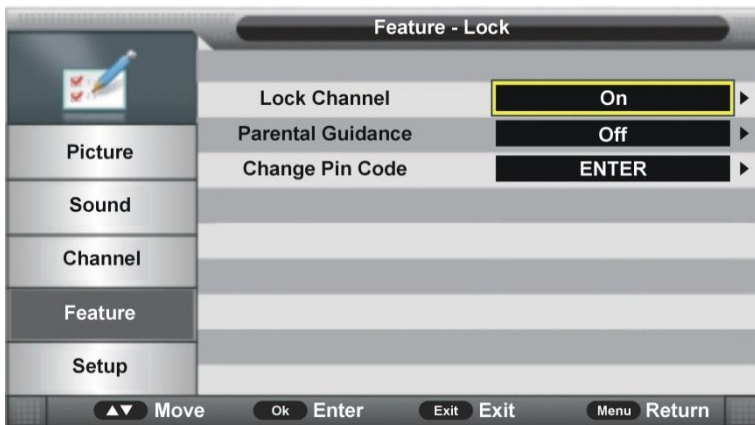 Feature - Lock
Lock Channel On
Parental Guidance Off
Change Pin Code ENTER
Picture
Sound
Channel
Feature
Setup
Move Ok Enter Exit Exit Menu Return